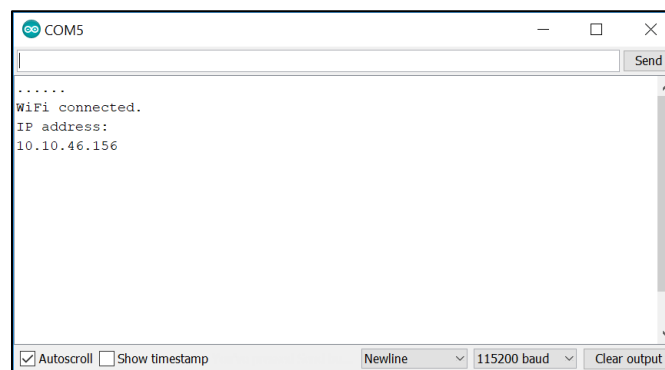 COM5
Send
......
WiFi connected.
IP address:
10.10.46.156
Autoscroll Show timestamp Newline 115200 baud Clear output